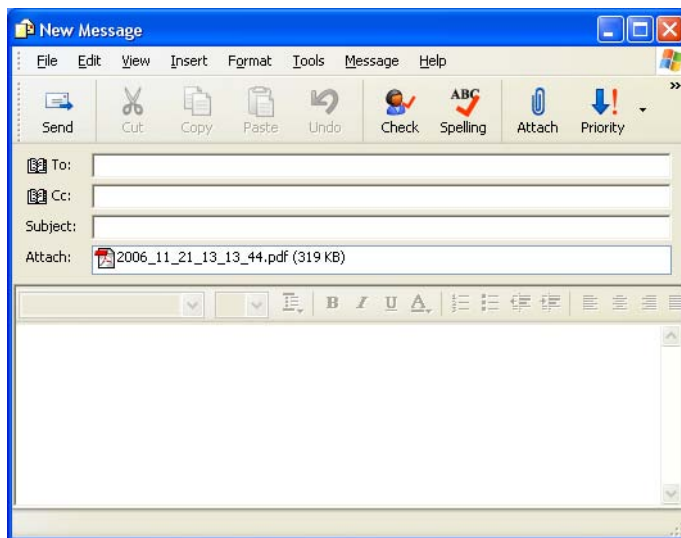 New Message
File Edit View Insert Format Tools Message Help
»
ABC
Send Cut Copy Paste Undo Check Spelling Attach Priority
To:
Cc:
Subject:
Attach: 2006_11_21_13_13_44.pdf (319 KB)
B I U A